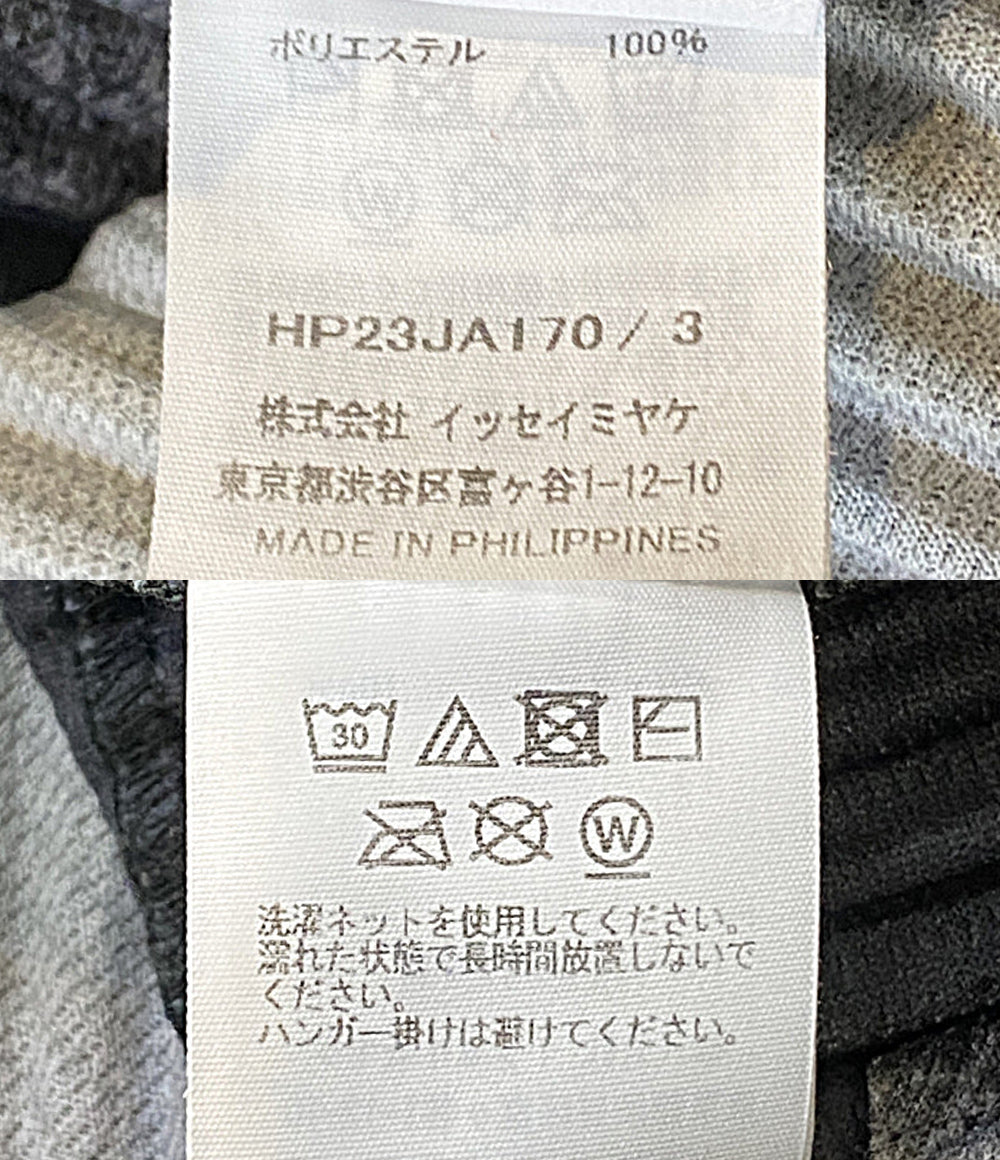 ポリエステル 100%
HP23JA170 / 3
株式会社 イッセイミヤケ
東京都渋谷区富ヶ谷1-12-10
MADE IN PHILIPPINES
30
W
洗濯ネットを使用してください。
濡れた状態で長時間放置しないで
ください。
ハンガー掛けは避けてください。